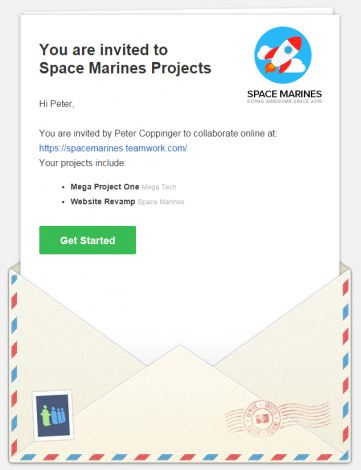 You are invited to
Space Marines Projects
SPACE MARINES
DOING AWESOME SINCE 2015
Hi Peter,
You are invited by Peter Coppinger to collaborate online at:
https://spacemarines.teamwork.com/
Your projects include:
Mega Project One Mega Tech
Website Revamp Space Marines
Get Started